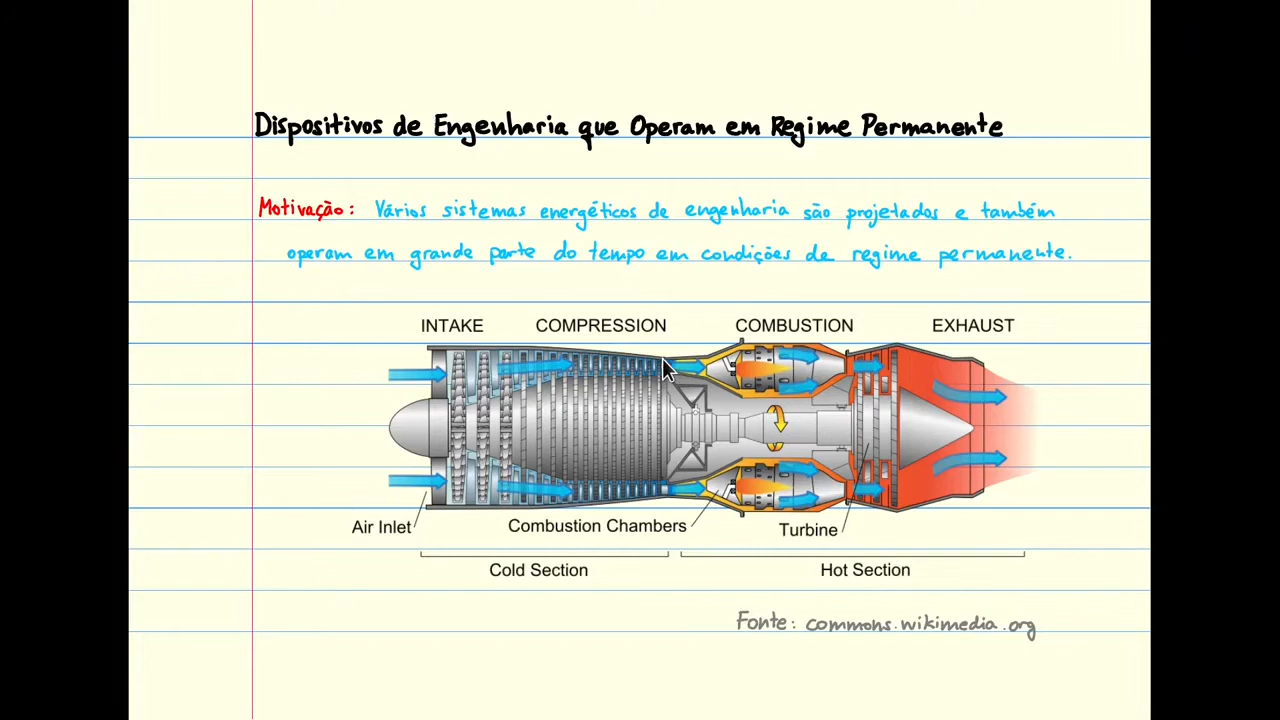 Dispositivos de Engenharia que Operam em Regime Permanente
Motivação: Vários sistemas energéticos de engenharia são projetados e também
operam em grande parte do tempo em condições de regime permanente.
INTAKE COMPRESSION COMBUSTION EXHAUST
Air Inlet Combustion Chambers Turbine
Cold Section Hot Section
Fonte: commons.wikimedia.org